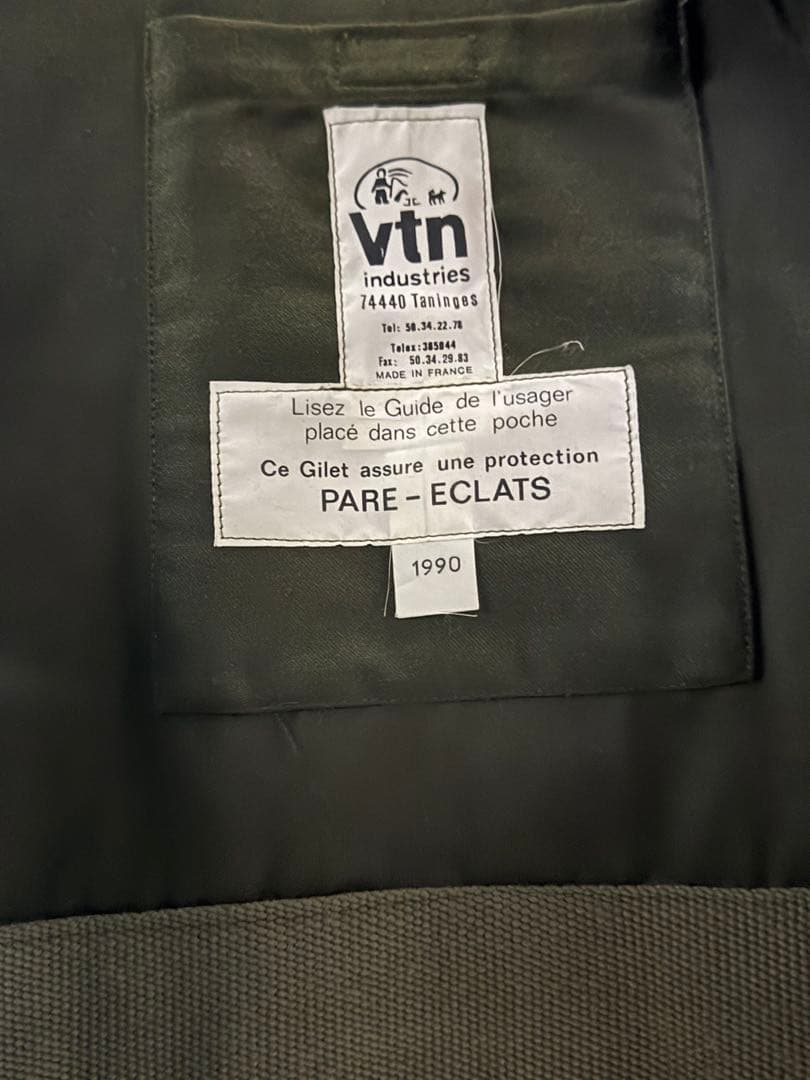 vtn
industries
74440 Taninges
Tel: 50.34.22.78
Telex:385844
Fax: 50.34.29.83
MADE IN FRANCE
Lisez le Guide de l'usager
placé dans cette poche
Ce Gilet assure une protection
PARE - ECLATS
1990